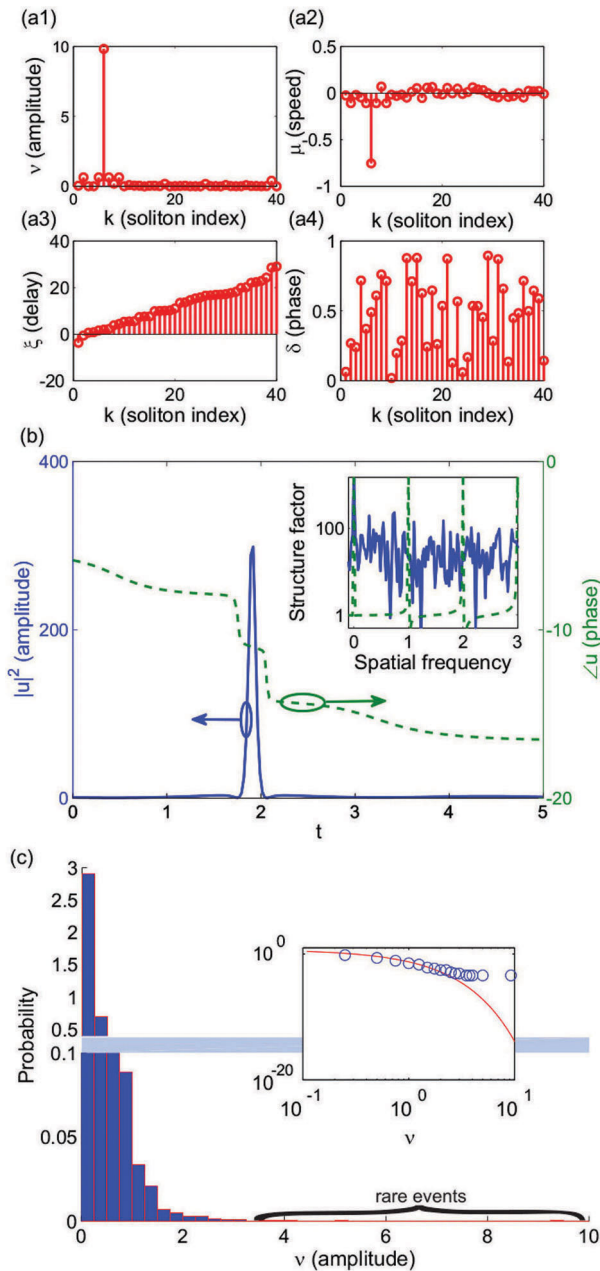 (a1)
ν (amplitude)
10
5
0
0
20
40
k (soliton index)
(a2)
μ (speed)
0.5
0
-0.5
-1
0
20
40
k (soliton index)
(a3)
ξ (delay)
40
20
0
-20
0
20
40
k (soliton index)
(a4)
δ (phase)
1
0.5
0
0
20
40
k (soliton index)
(b)
|u|² (amplitude)
400
200
0
0
1
2
3
4
5
t
0
-10
-20
∠u (phase)
Structure factor
100
1
0
1
2
3
Spatial frequency
(c)
Probability
3
2.5
2
1.5
1
0.5
0.1
0.05
0
0
2
4
6
8
10
ν (amplitude)
rare events
10⁰
10⁻²⁰
10⁻¹
10⁰
10¹
ν